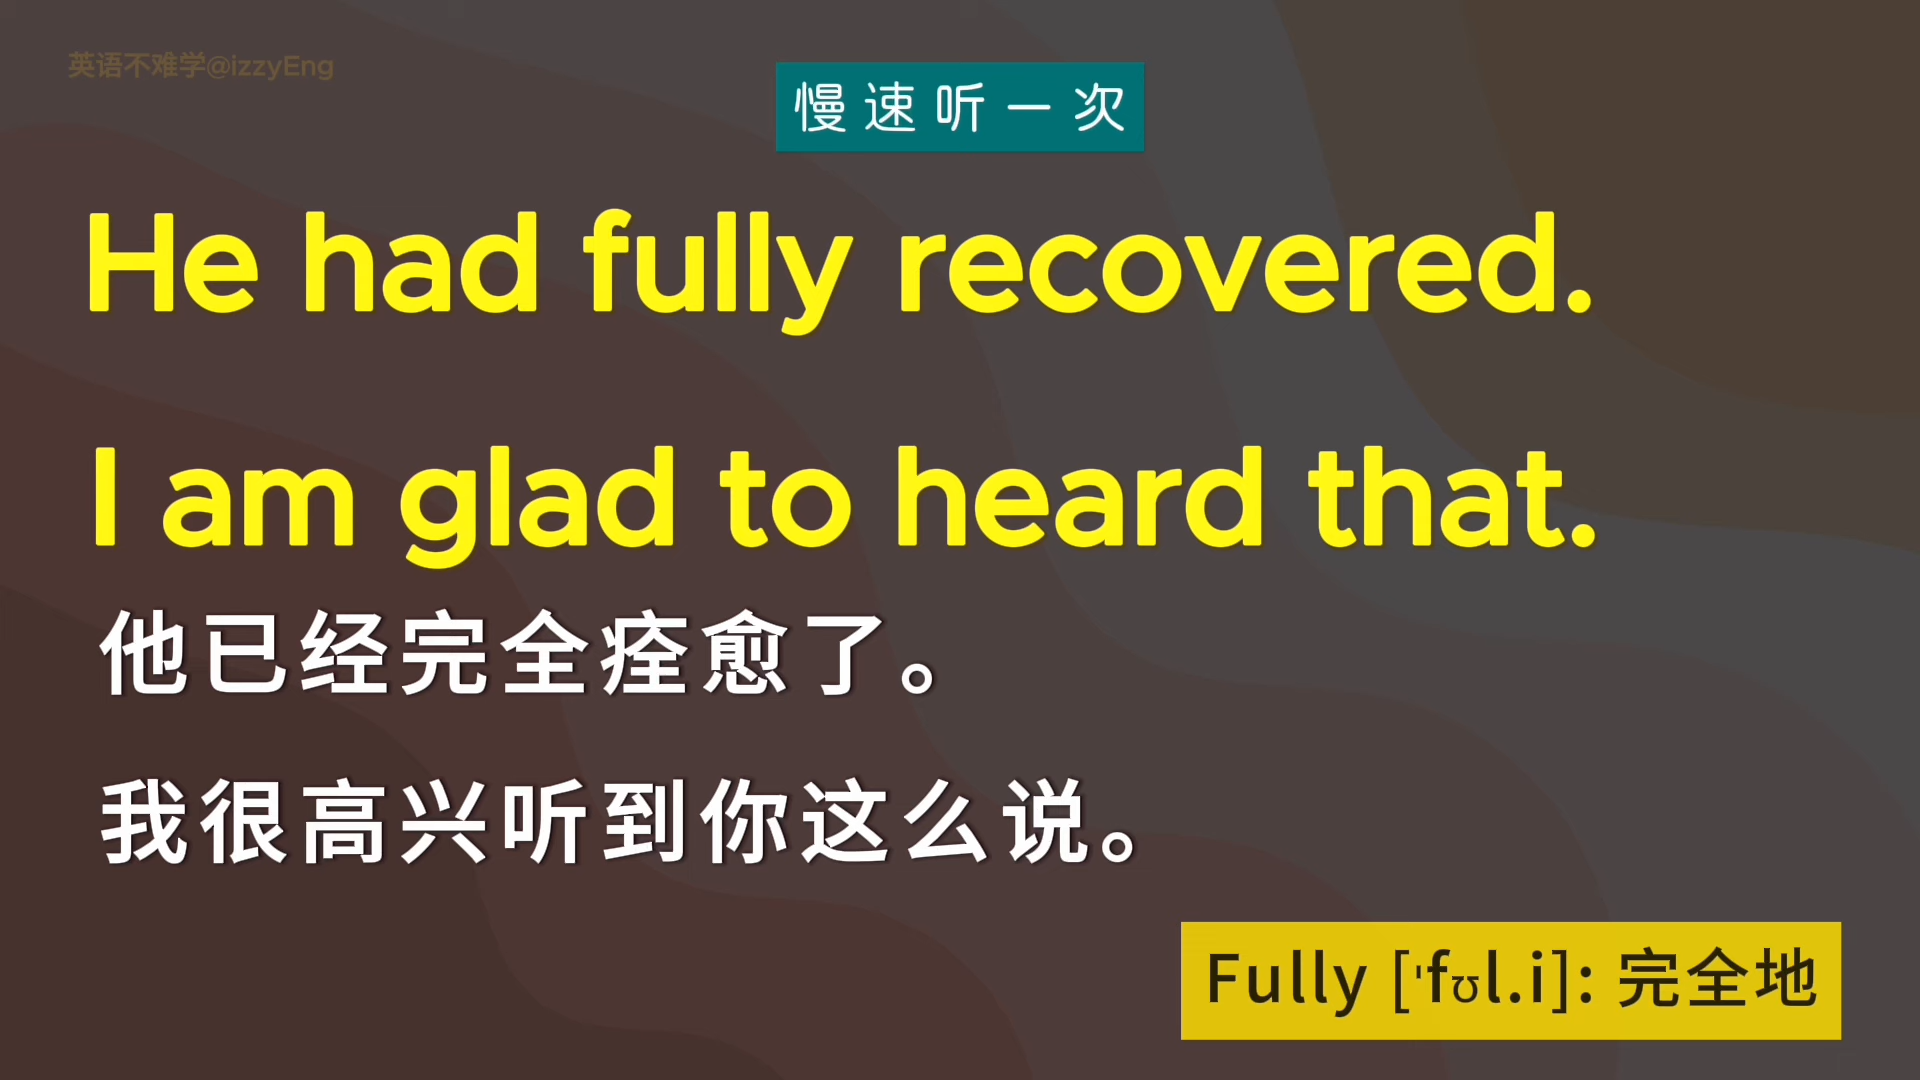 英语不难学@izzyEng
慢速听一次
He had fully recovered.
I am glad to heard that.
他已经完全痊愈了。
我很高兴听到你这么说。
Fully [ˈfʊl.i]: 完全地